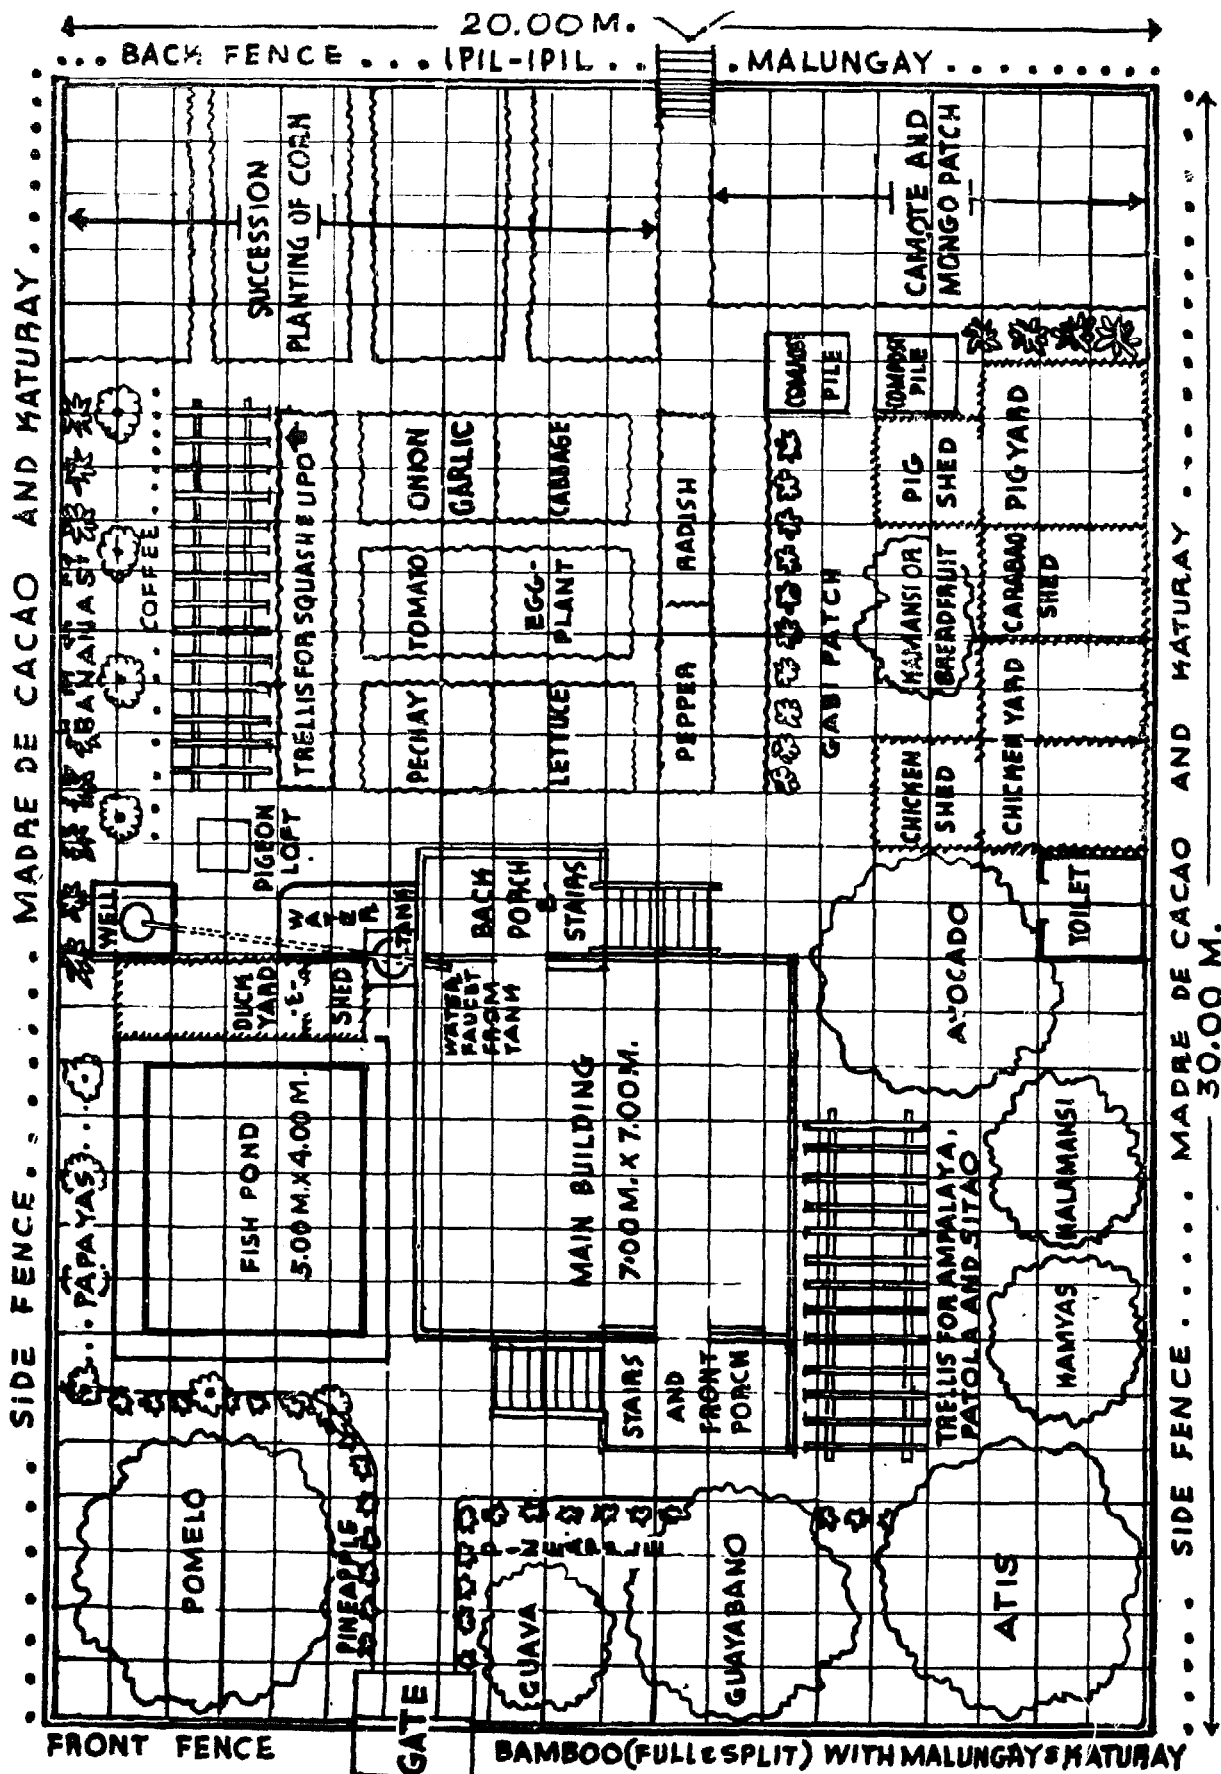 20.00 M.
BACK FENCE ... IPIL-IPIL ... MALUNGAY
SIDE FENCE ... MADRE DE CACAO AND KATURAY
SUCCESSION
PLANTING OF CORN
CAMOTE AND
MONGO PATCH
BANANAS
COFFEE
TRELLIS FOR SQUASH & UPO
ONION
GARLIC
CABBAGE
TOMATO
EGG-
PLANT
PECHAY
LETTUCE
RADISH
PEPPER
COMPOST
PILE
COMPOST
PILE
GABI PATCH
PIG
SHED
PIG YARD
KAMANSI OR
BREADFRUIT
CARABAO
SHED
CHICKEN
SHED
CHICKEN YARD
PIGEON
LOFT
WELL
WATER
TANK
BACK
PORCH
&
STAIRS
TOILET
AVOCADO
DUCK
YARD
-&-
SHED
WATER
FAUCET
FROM
TANK
PAPAYAS
FISH POND
5.00 M. X 4.00 M.
MAIN BUILDING
7.00 M. X 7.00 M.
TRELLIS FOR AMPALAYA,
PATOLA AND SITAO
KALAMANSI
KAMYAS
STAIRS
AND
FRONT
PORCH
POMELO
PINEAPPLE
PINEAPPLE
GUAVA
GUAYABANO
ATIS
GATE
SIDE FENCE ... MADRE DE CACAO AND KATURAY
30.00 M.
FRONT FENCE
BAMBOO (FULL & SPLIT) WITH MALUNGAY & KATURAY